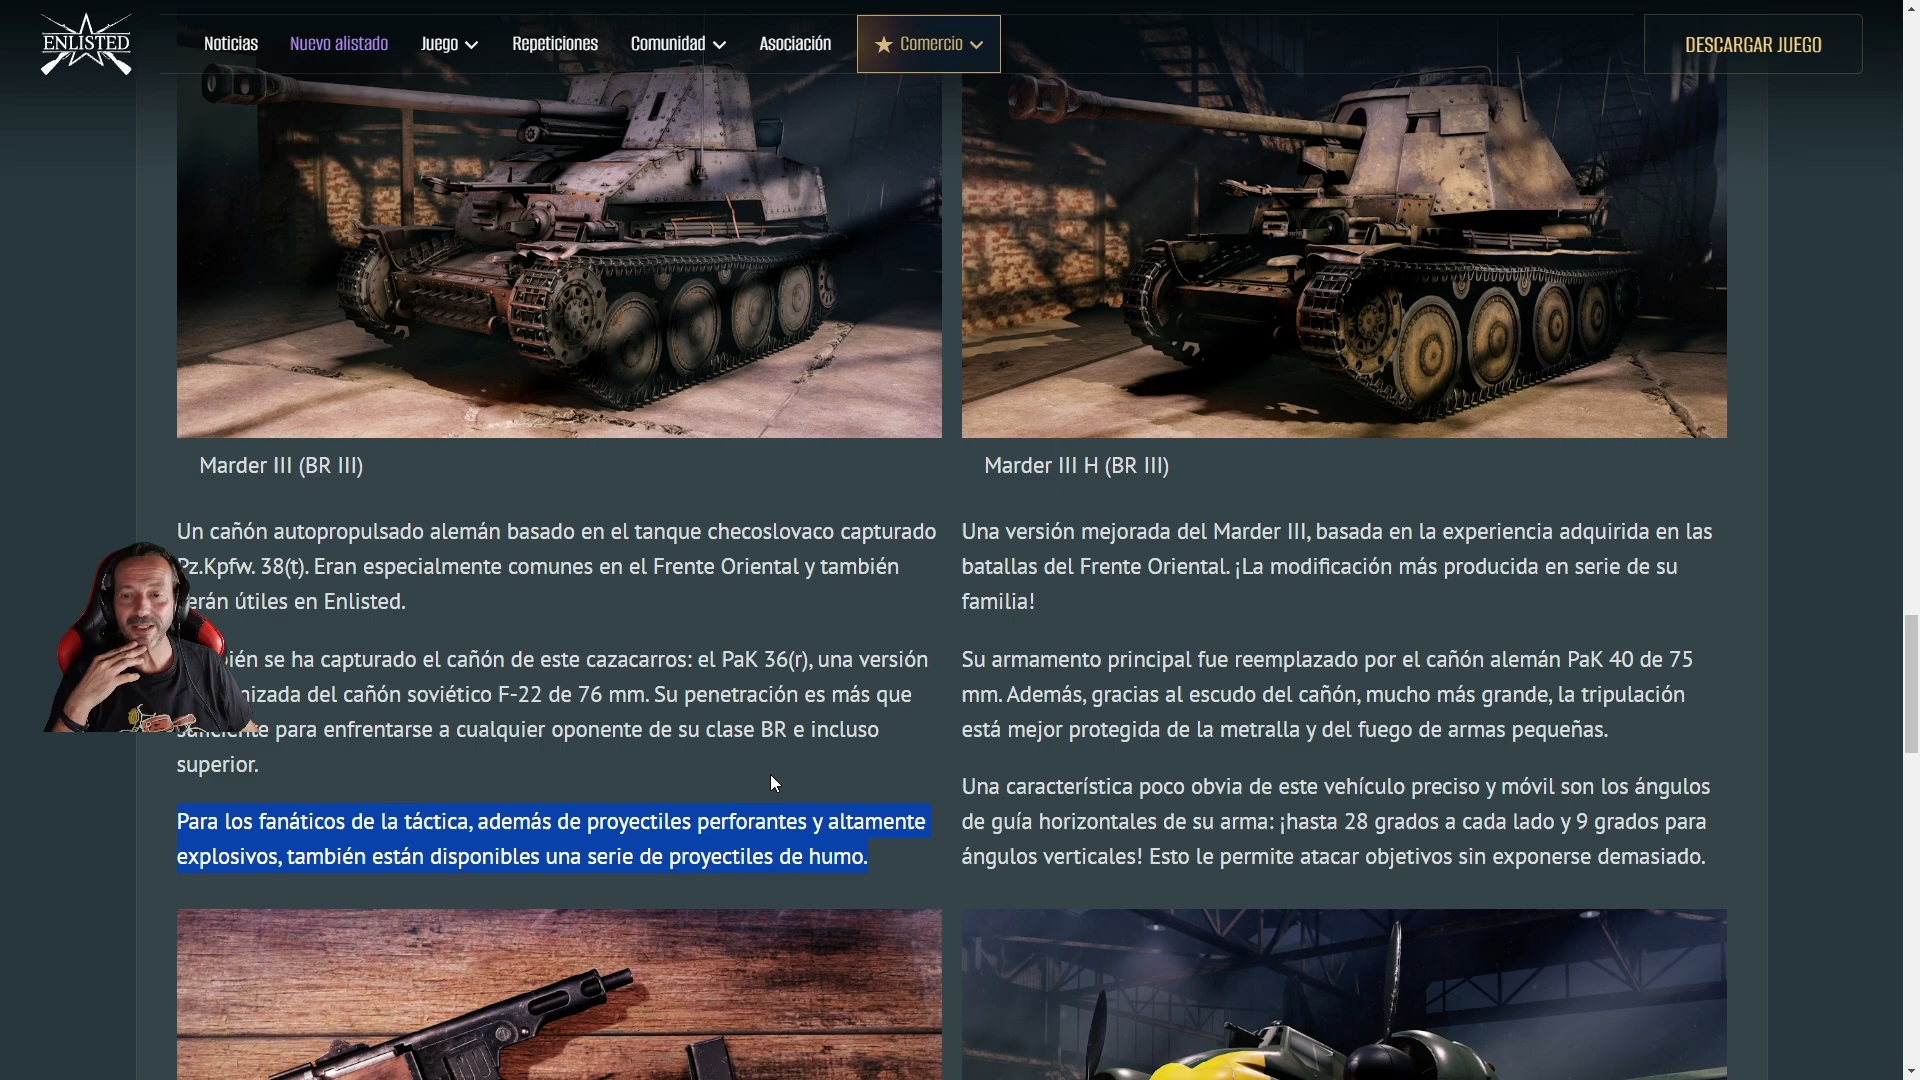 ENLISTED
Noticias
Nuevo alistado
Juego
Repeticiones
Comunidad
Asociación
Comercio
DESCARGAR JUEGO
Marder III (BR III)
Un cañón autopropulsado alemán basado en el tanque checoslovaco capturado
Pz.Kpfw. 38(t). Eran especialmente comunes en el Frente Oriental y también
erán útiles en Enlisted.
ién se ha capturado el cañón de este cazacarros: el PaK 36(r), una versión
nizada del cañón soviético F-22 de 76 mm. Su penetración es más que
suficiente para enfrentarse a cualquier oponente de su clase BR e incluso
superior.
Para los fanáticos de la táctica, además de proyectiles perforantes y altamente
explosivos, también están disponibles una serie de proyectiles de humo.
Marder III H (BR III)
Una versión mejorada del Marder III, basada en la experiencia adquirida en las
batallas del Frente Oriental. ¡La modificación más producida en serie de su
familia!
Su armamento principal fue reemplazado por el cañón alemán PaK 40 de 75
mm. Además, gracias al escudo del cañón, mucho más grande, la tripulación
está mejor protegida de la metralla y del fuego de armas pequeñas.
Una característica poco obvia de este vehículo preciso y móvil son los ángulos
de guía horizontales de su arma: ¡hasta 28 grados a cada lado y 9 grados para
ángulos verticales! Esto le permite atacar objetivos sin exponerse demasiado.